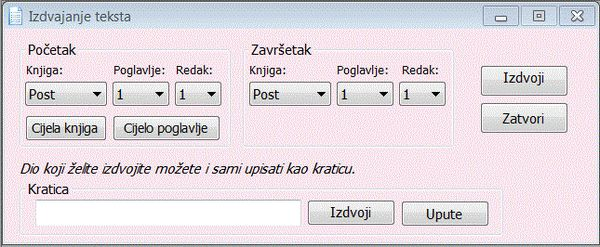 Izdvajanje teksta
Početak
Knjiga: Poglavlje: Redak:
Post 1 1
Cijela knjiga Cijelo poglavlje
Završetak
Knjiga: Poglavlje: Redak:
Post 1 1
Izdvoji
Zatvori
Dio koji želite izdvojite možete i sami upisati kao kraticu.
Kratica
Izdvoji Upute